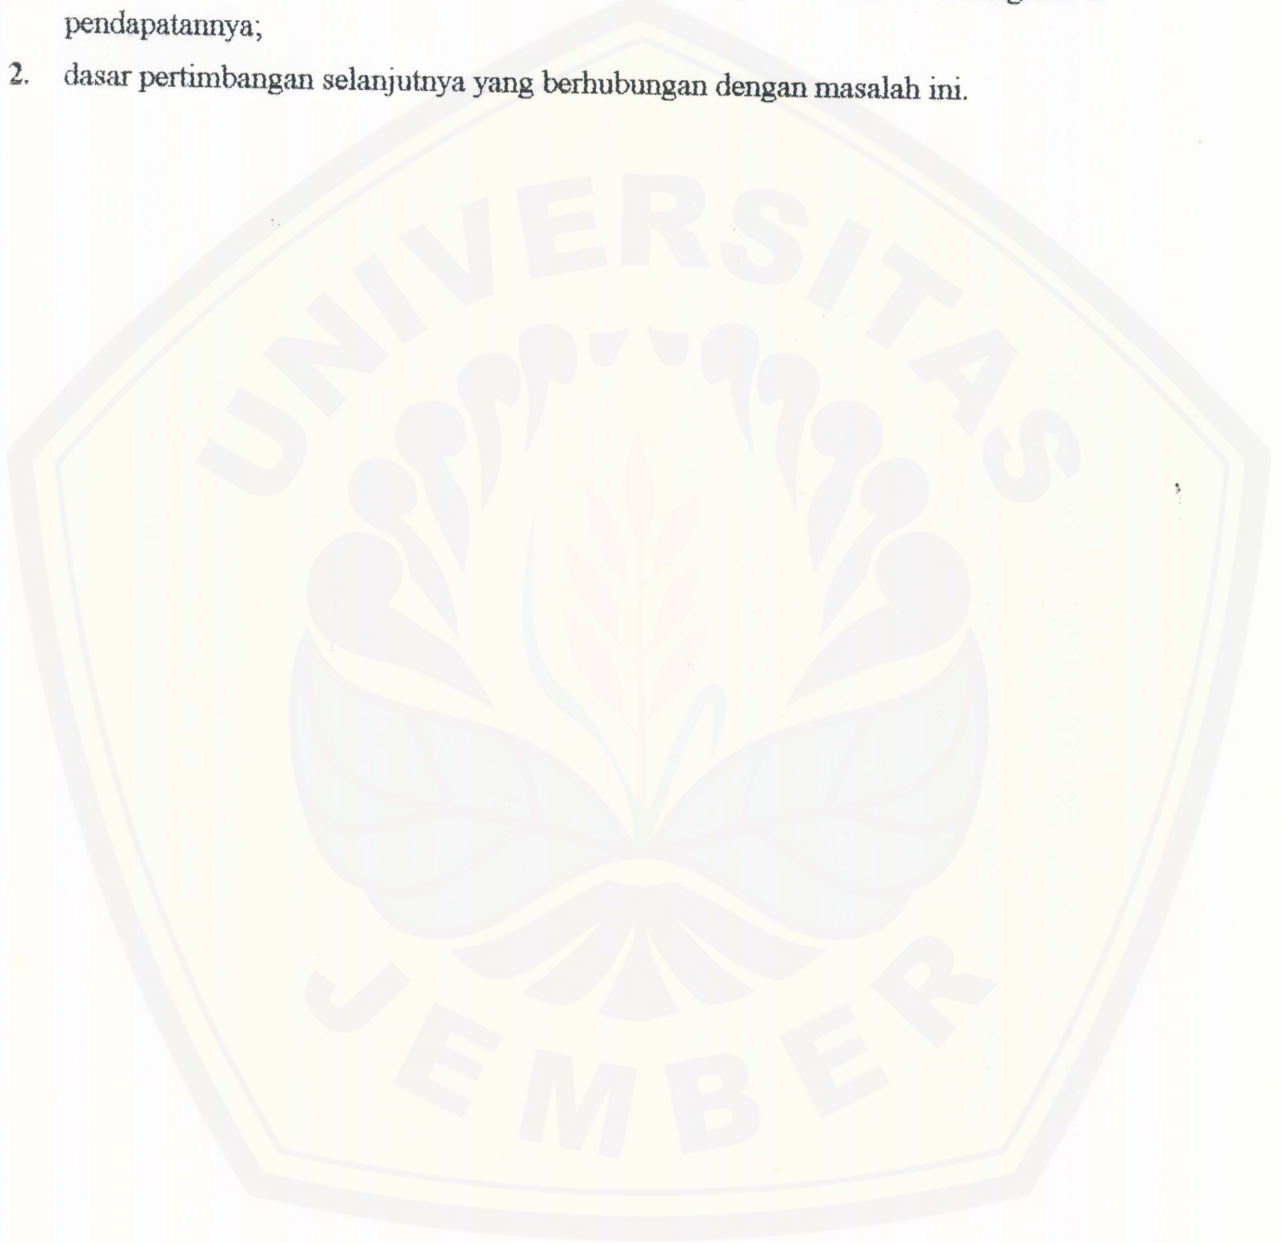 pendapatannya;
2. dasar pertimbangan selanjutnya yang berhubungan dengan masalah ini.
UNIVERSITAS
JEMBER